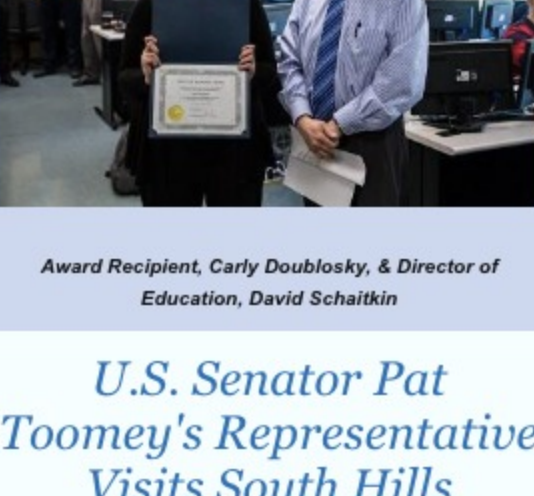 Award Recipient, Carly Doublosky, & Director of
Education, David Schaitkin
U.S. Senator Pat
Toomey's Representative
Visits South Hills